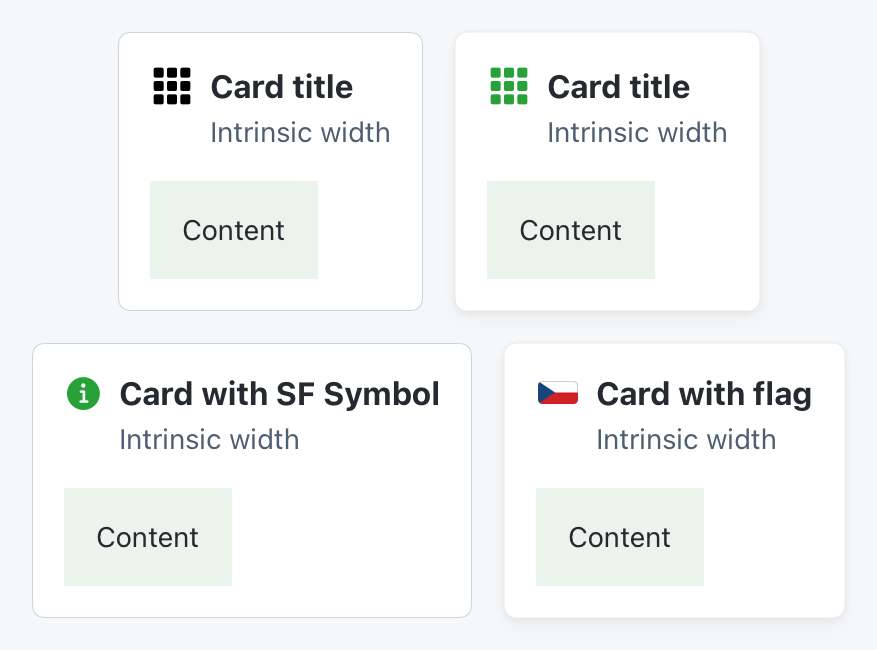 Card title
Intrinsic width
Content
Card title
Intrinsic width
Content
Card with SF Symbol
Intrinsic width
Content
Card with flag
Intrinsic width
Content